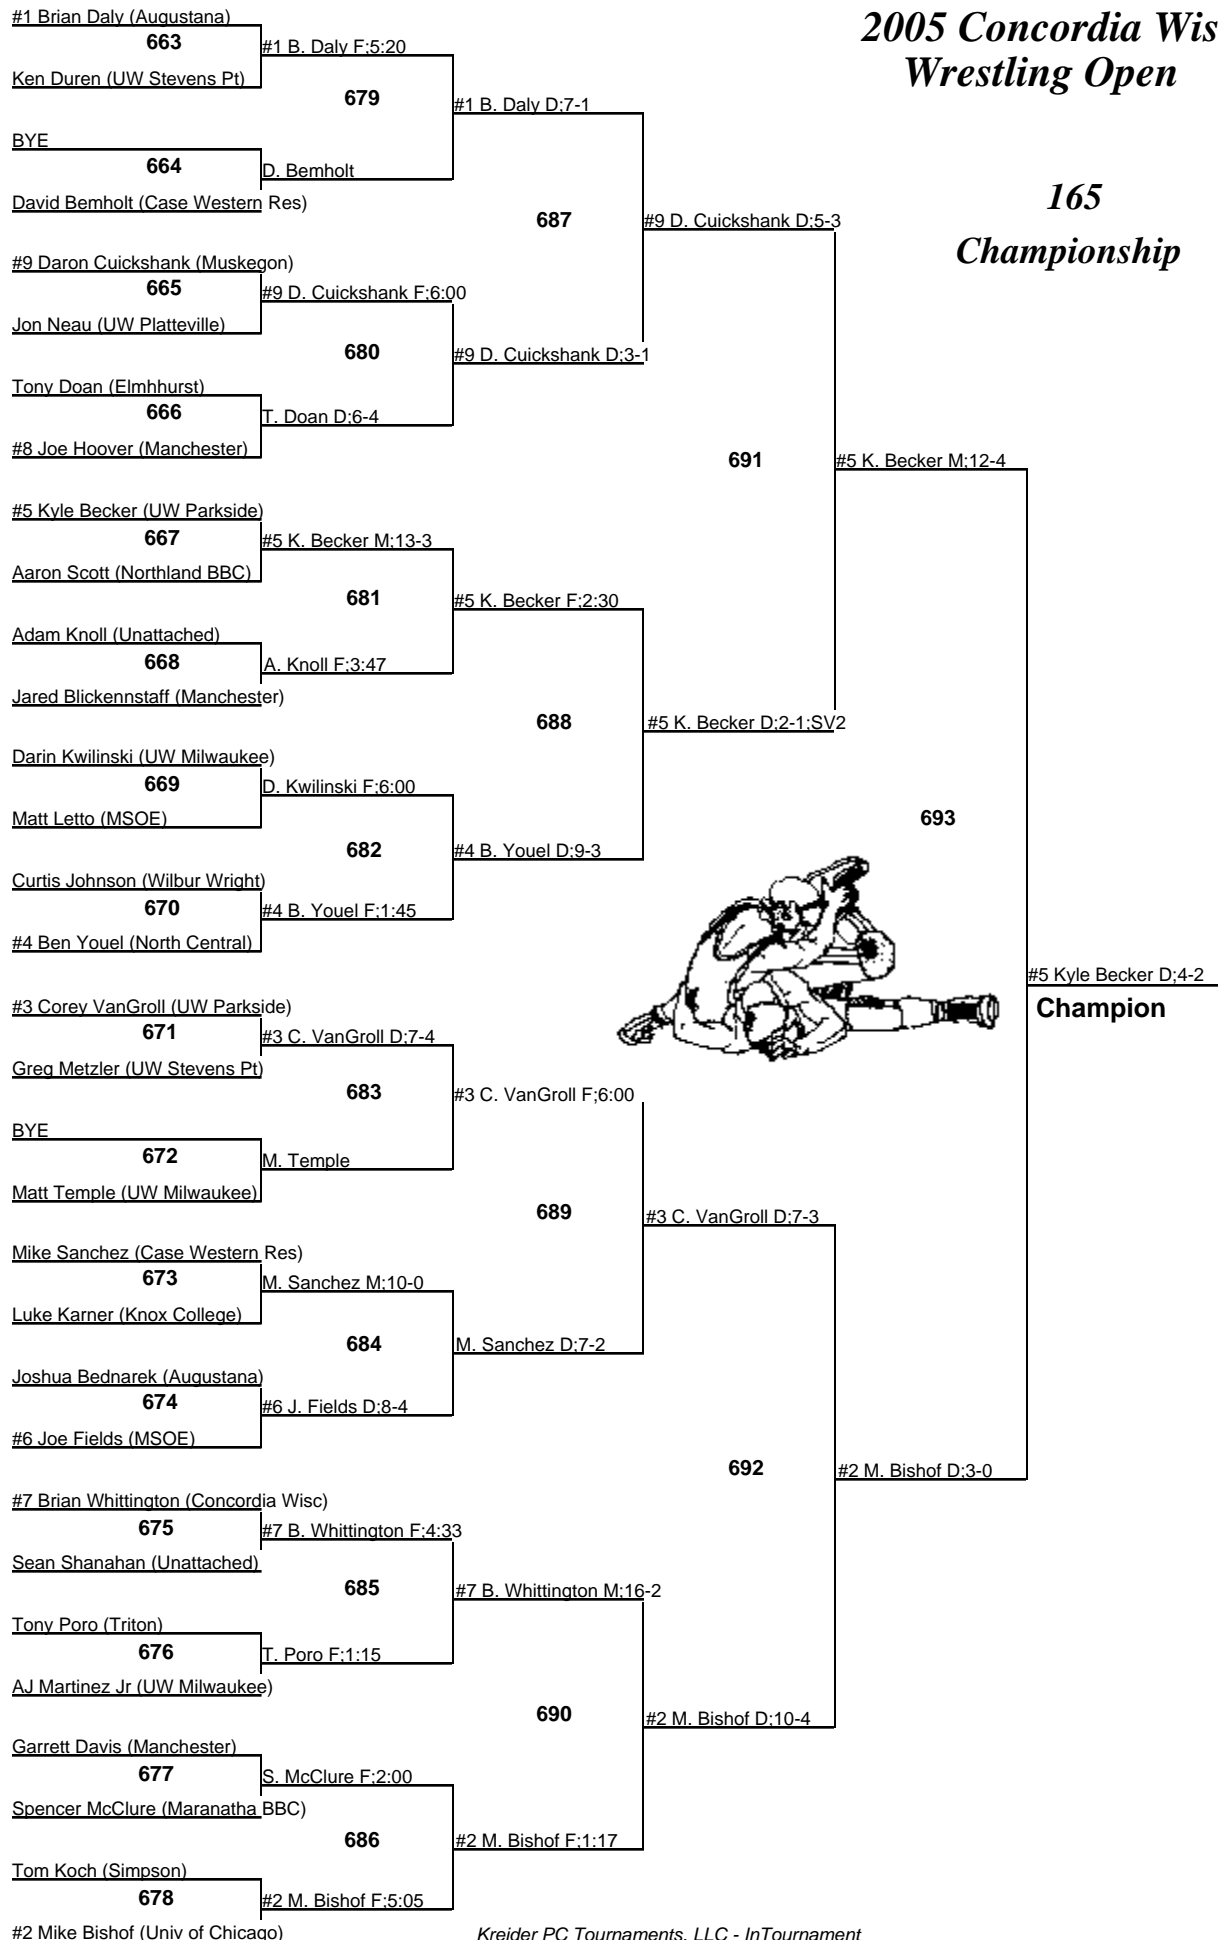 #1 Brian Daly (Augustana)
2005 Concordia Wis
Wrestling Open
663
#1 B. Daly F;5:20
Ken Duren (UW Stevens Pt)
679
#1 B. Daly D;7-1
BYE
664
D. Bemholt
David Bemholt (Case Western Res)
165
Championship
687
#9 D. Cuickshank D;5-3
#9 Daron Cuickshank (Muskegon)
665
#9 D. Cuickshank F;6:00
Jon Neau (UW Platteville)
680
#9 D. Cuickshank D;3-1
Tony Doan (Elmhhurst)
666
T. Doan D;6-4
#8 Joe Hoover (Manchester)
691
#5 K. Becker M;12-4
#5 Kyle Becker (UW Parkside)
667
#5 K. Becker M;13-3
Aaron Scott (Northland BBC)
681
#5 K. Becker F;2:30
Adam Knoll (Unattached)
668
A. Knoll F;3:47
Jared Blickennstaff (Manchester)
688
#5 K. Becker D;2-1;SV2
Darin Kwilinski (UW Milwaukee)
669
D. Kwilinski F;6:00
Matt Letto (MSOE)
693
682
#4 B. Youel D;9-3
Curtis Johnson (Wilbur Wright)
670
#4 B. Youel F;1:45
#4 Ben Youel (North Central)
#5 Kyle Becker D;4-2
Champion
#3 Corey VanGroll (UW Parkside)
671
#3 C. VanGroll D;7-4
Greg Metzler (UW Stevens Pt)
683
#3 C. VanGroll F;6:00
BYE
672
M. Temple
Matt Temple (UW Milwaukee)
689
#3 C. VanGroll D;7-3
Mike Sanchez (Case Western Res)
673
M. Sanchez M;10-0
Luke Karner (Knox College)
684
M. Sanchez D;7-2
Joshua Bednarek (Augustana)
674
#6 J. Fields D;8-4
#6 Joe Fields (MSOE)
692
#2 M. Bishof D;3-0
#7 Brian Whittington (Concordia Wisc)
675
#7 B. Whittington F;4:33
Sean Shanahan (Unattached)
685
#7 B. Whittington M;16-2
Tony Poro (Triton)
676
T. Poro F;1:15
AJ Martinez Jr (UW Milwaukee)
690
#2 M. Bishof D;10-4
Garrett Davis (Manchester)
677
S. McClure F;2:00
Spencer McClure (Maranatha BBC)
686
#2 M. Bishof F;1:17
Tom Koch (Simpson)
678
#2 M. Bishof F;5:05
#2 Mike Bishof (Univ of Chicago)
Kreider PC Tournaments, LLC - InTournament